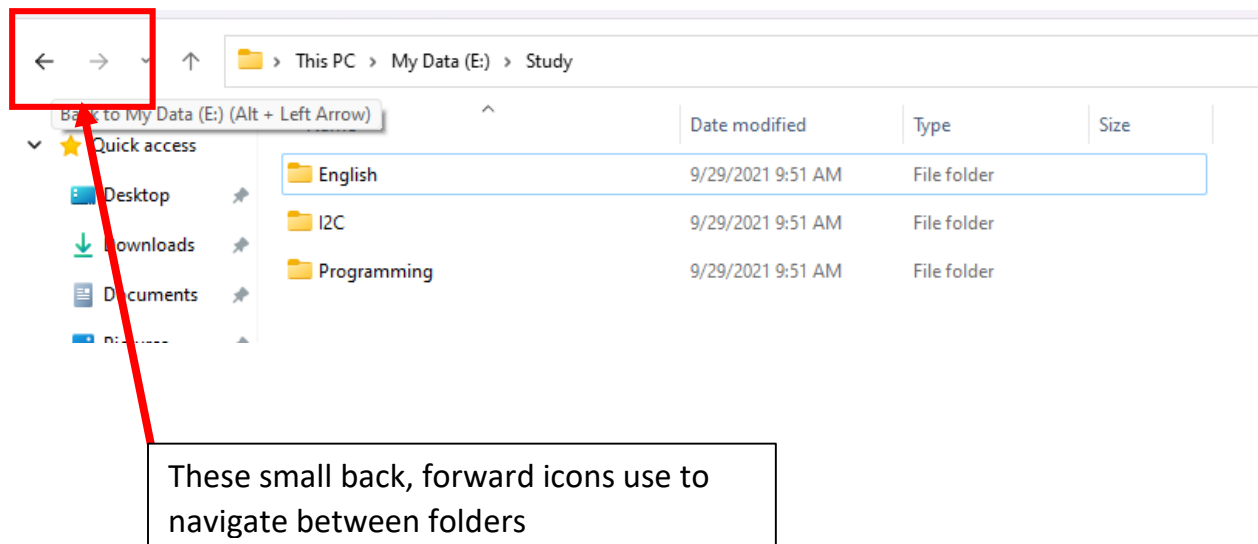 This PC > My Data (E:) > Study
Back to My Data (E:) (Alt + Left Arrow)
Date modified Type Size
Quick access
English 9/29/2021 9:51 AM File folder
Desktop
I2C 9/29/2021 9:51 AM File folder
Downloads
Programming 9/29/2021 9:51 AM File folder
Documents
These small back, forward icons use to
navigate between folders